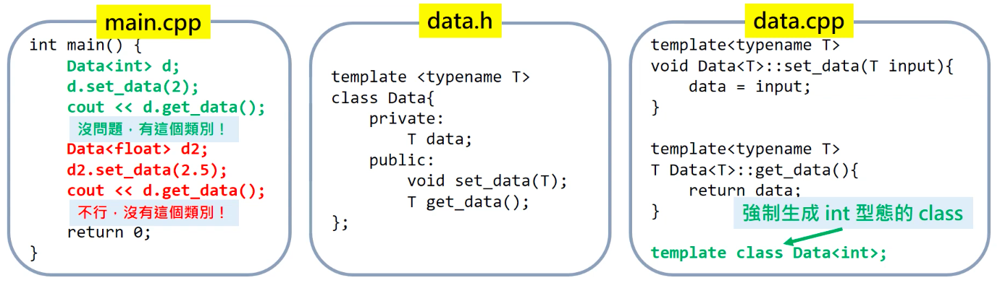 main.cpp
int main() {
Data<int> d;
d.set_data(2);
cout << d.get_data();
沒問題，有這個類別！
Data<float> d2;
d2.set_data(2.5);
cout << d.get_data();
不行，沒有這個類別！
return 0;
}
data.h
template <typename T>
class Data{
private:
T data;
public:
void set_data(T);
T get_data();
};
data.cpp
template<typename T>
void Data<T>::set_data(T input){
data = input;
}
template<typename T>
T Data<T>::get_data(){
return data;
}
強制生成 int 型態的 class
template class Data<int>;